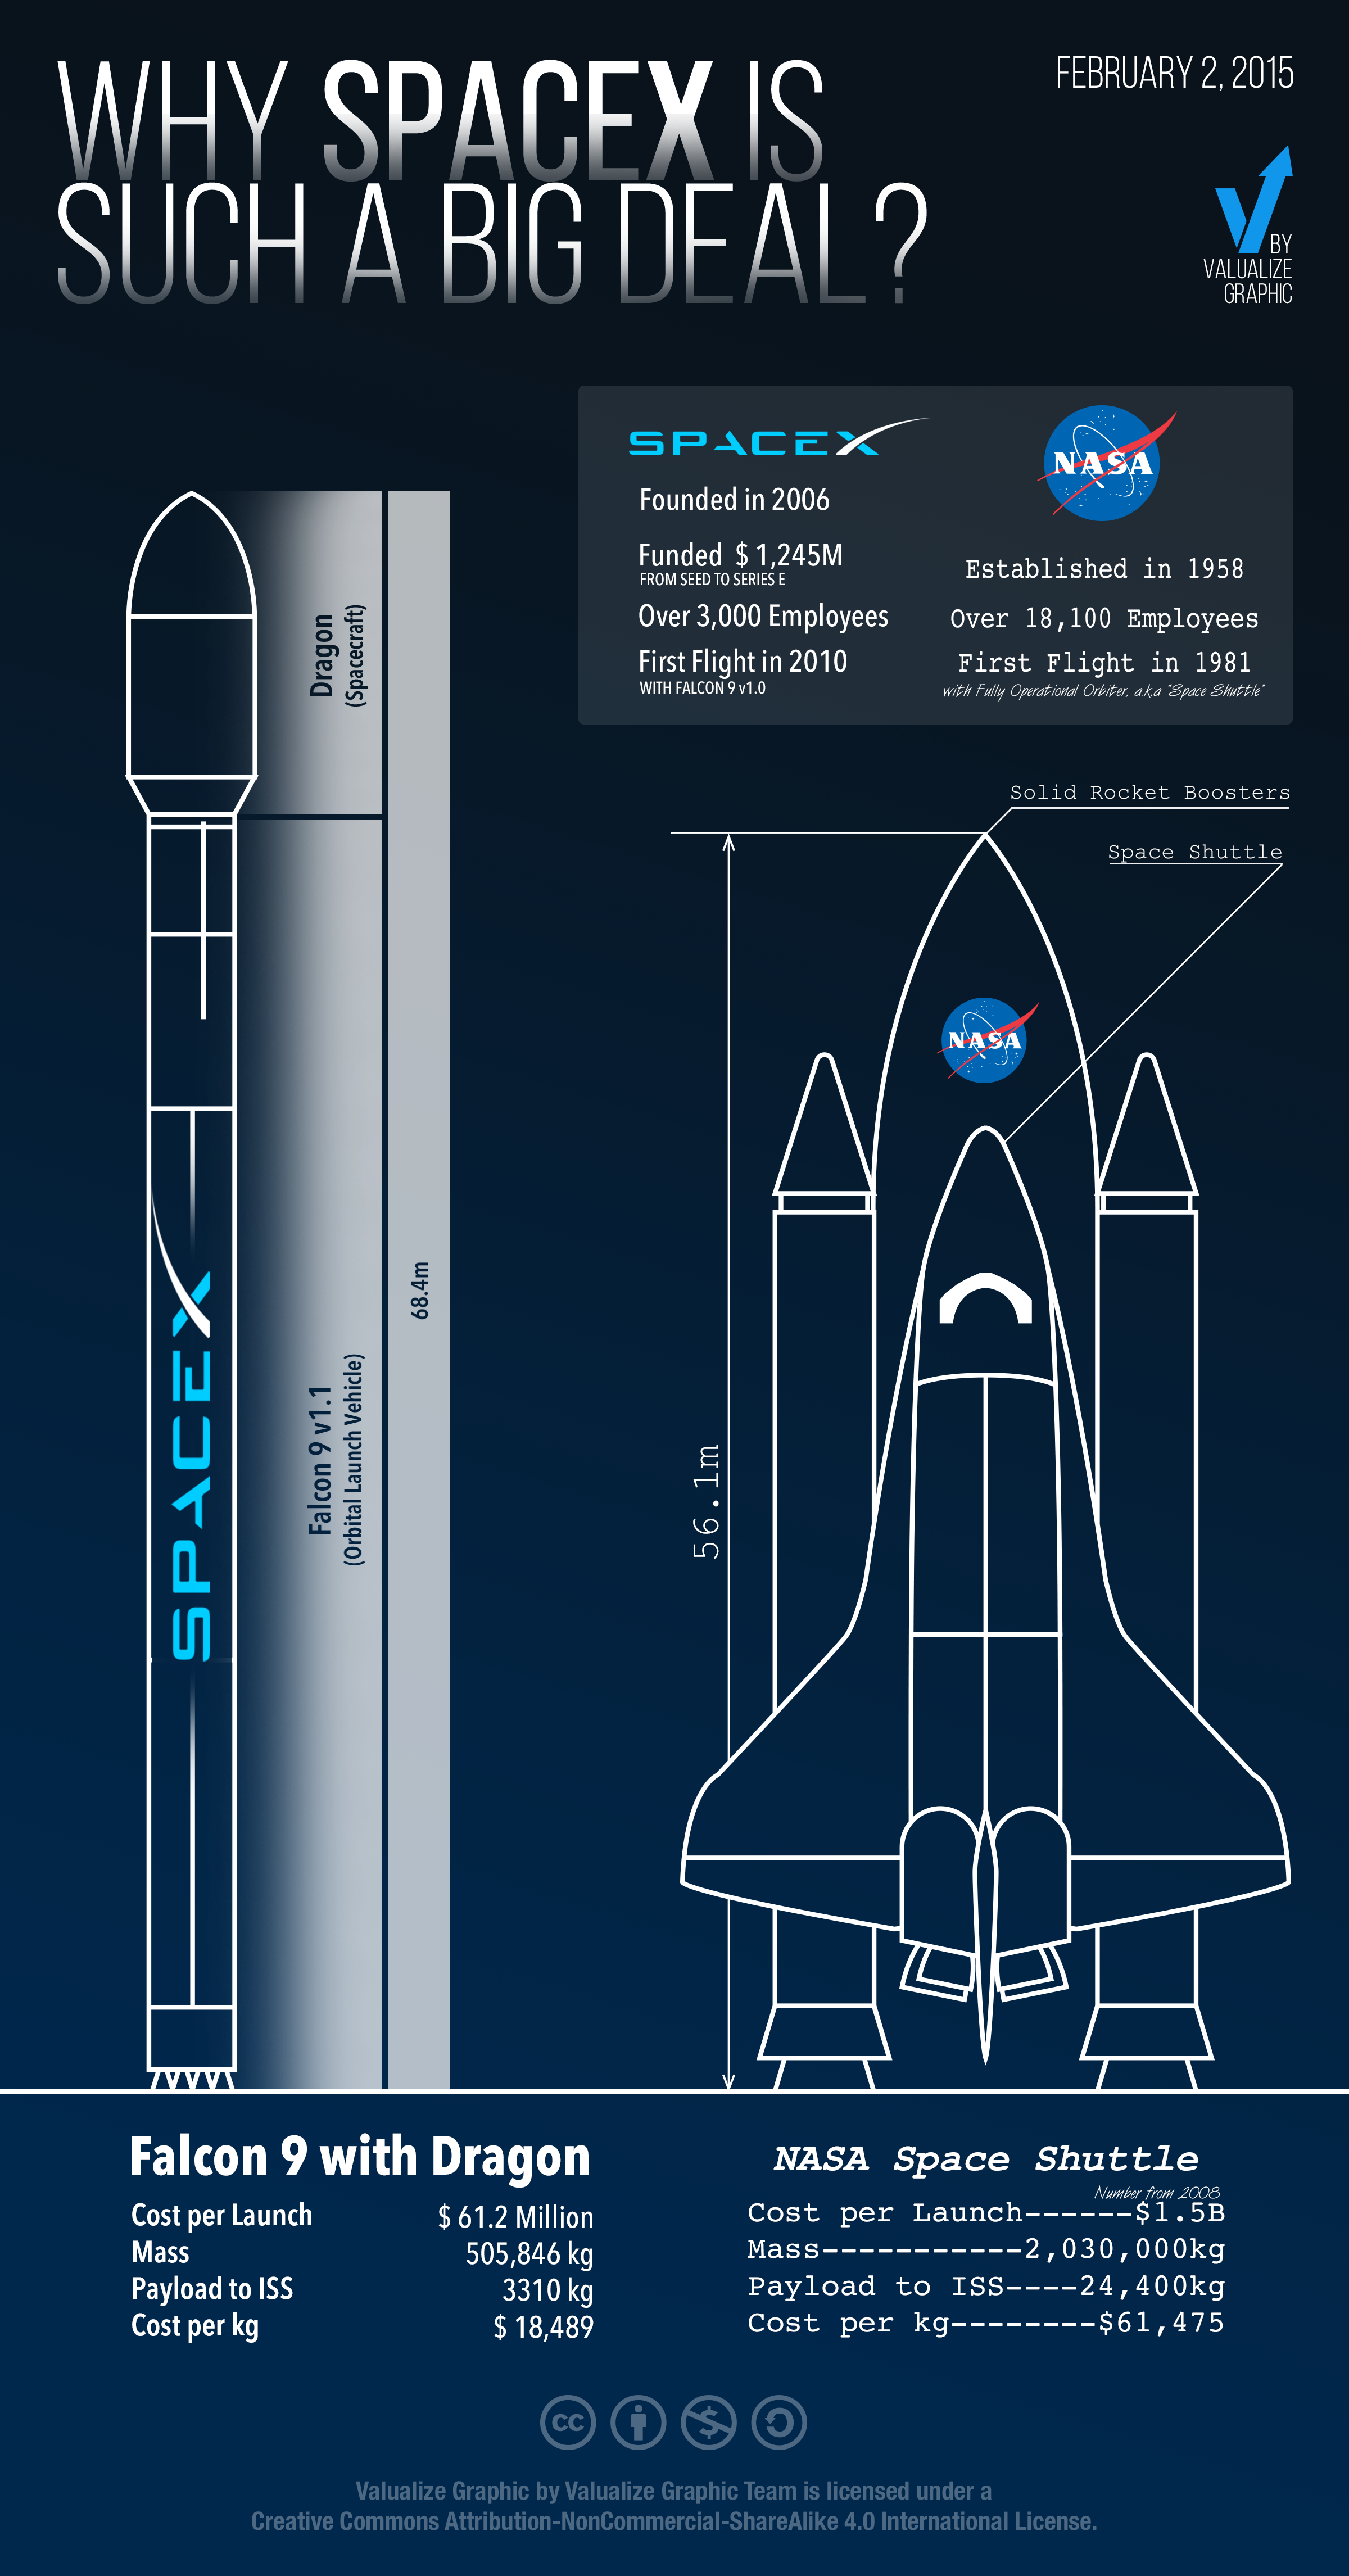 WHY SPACEX IS
SUCH A BIG DEAL?
FEBRUARY 2, 2015
BY
VALUALIZE
GRAPHIC
SPACEX
Founded in 2006
Funded $ 1,245M
FROM SEED TO SERIES E
Over 3,000 Employees
First Flight in 2010
WITH FALCON 9 v1.0
NASA
Established in 1958
Over 18,100 Employees
First Flight in 1981
with Fully Operational Orbiter, a.k.a "Space Shuttle"
Dragon
(Spacecraft)
Falcon 9 v1.1
(Orbital Launch Vehicle)
68.4m
SPACEX
Solid Rocket Boosters
Space Shuttle
NASA
56.1m
Falcon 9 with Dragon
Cost per Launch $ 61.2 Million
Mass 505,846 kg
Payload to ISS 3310 kg
Cost per kg $ 18,489
NASA Space Shuttle
Number from 2008
Cost per Launch------$1.5B
Mass-----------2,030,000kg
Payload to ISS----24,400kg
Cost per kg--------$61,475
cc
Valualize Graphic by Valualize Graphic Team is licensed under a
Creative Commons Attribution-NonCommercial-ShareAlike 4.0 International License.